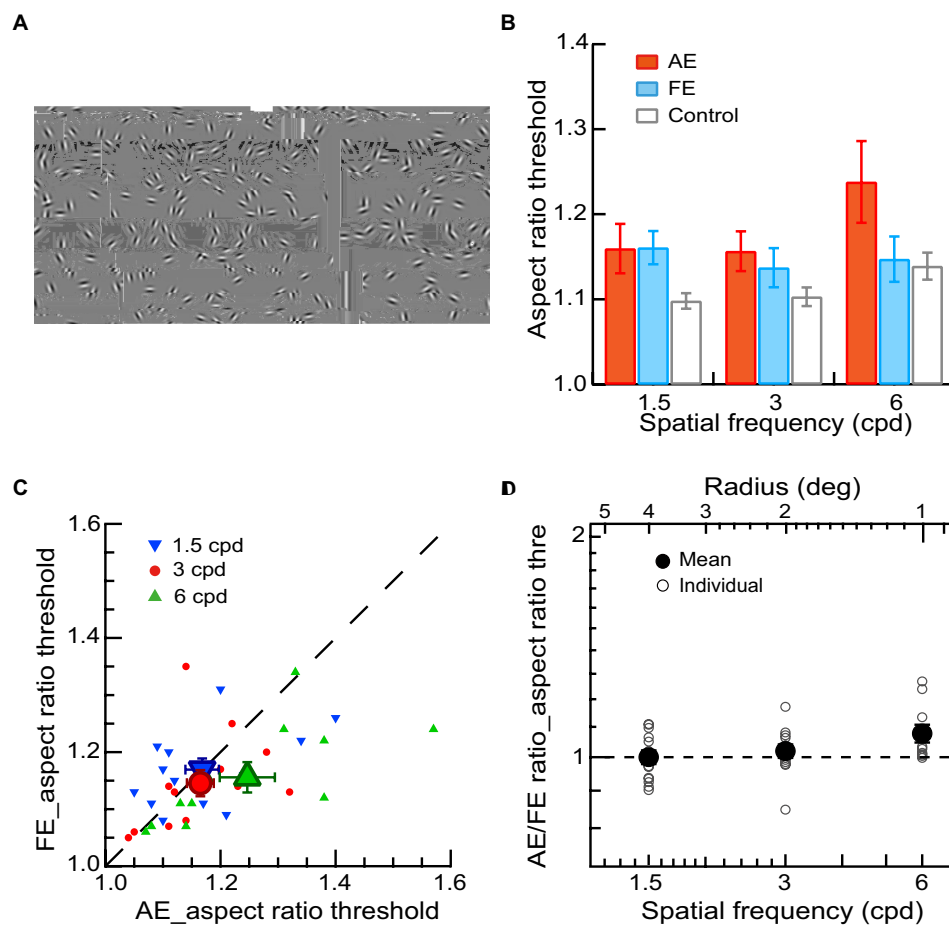 A
B
1.4
1.3
1.2
1.1
1.0
Aspect ratio threshold
AE
FE
Control
1.5 3 6
Spatial frequency (cpd)
C
1.6
1.4
1.2
1.0
FE_aspect ratio threshold
1.5 cpd
3 cpd
6 cpd
1.0 1.2 1.4 1.6
AE_aspect ratio threshold
D
Radius (deg)
5 4 3 2 1
2
1
AE/FE ratio_aspect ratio thre
Mean
Individual
1.5 3 6
Spatial frequency (cpd)